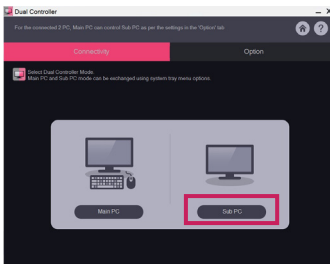 Dual Controller
For the connected 2 PC, Main PC can control Sub PC as per the settings in the 'Option' tab.
Connectivity
Option
Select Dual Controller Mode.
Main PC and Sub PC mode can be exchanged using system tray menu options.
Main PC
Sub PC